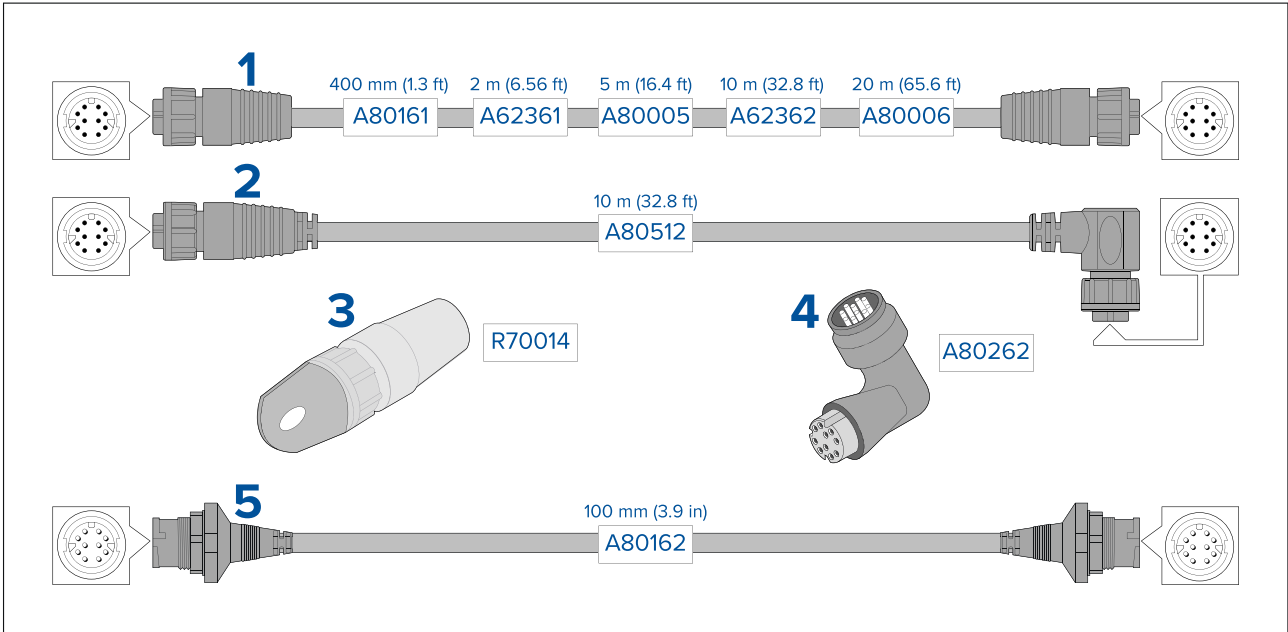 1
400 mm (1.3 ft) 2 m (6.56 ft) 5 m (16.4 ft) 10 m (32.8 ft) 20 m (65.6 ft)
A80161 A62361 A80005 A62362 A80006
2
10 m (32.8 ft)
A80512
3
R70014
4
A80262
5
100 mm (3.9 in)
A80162